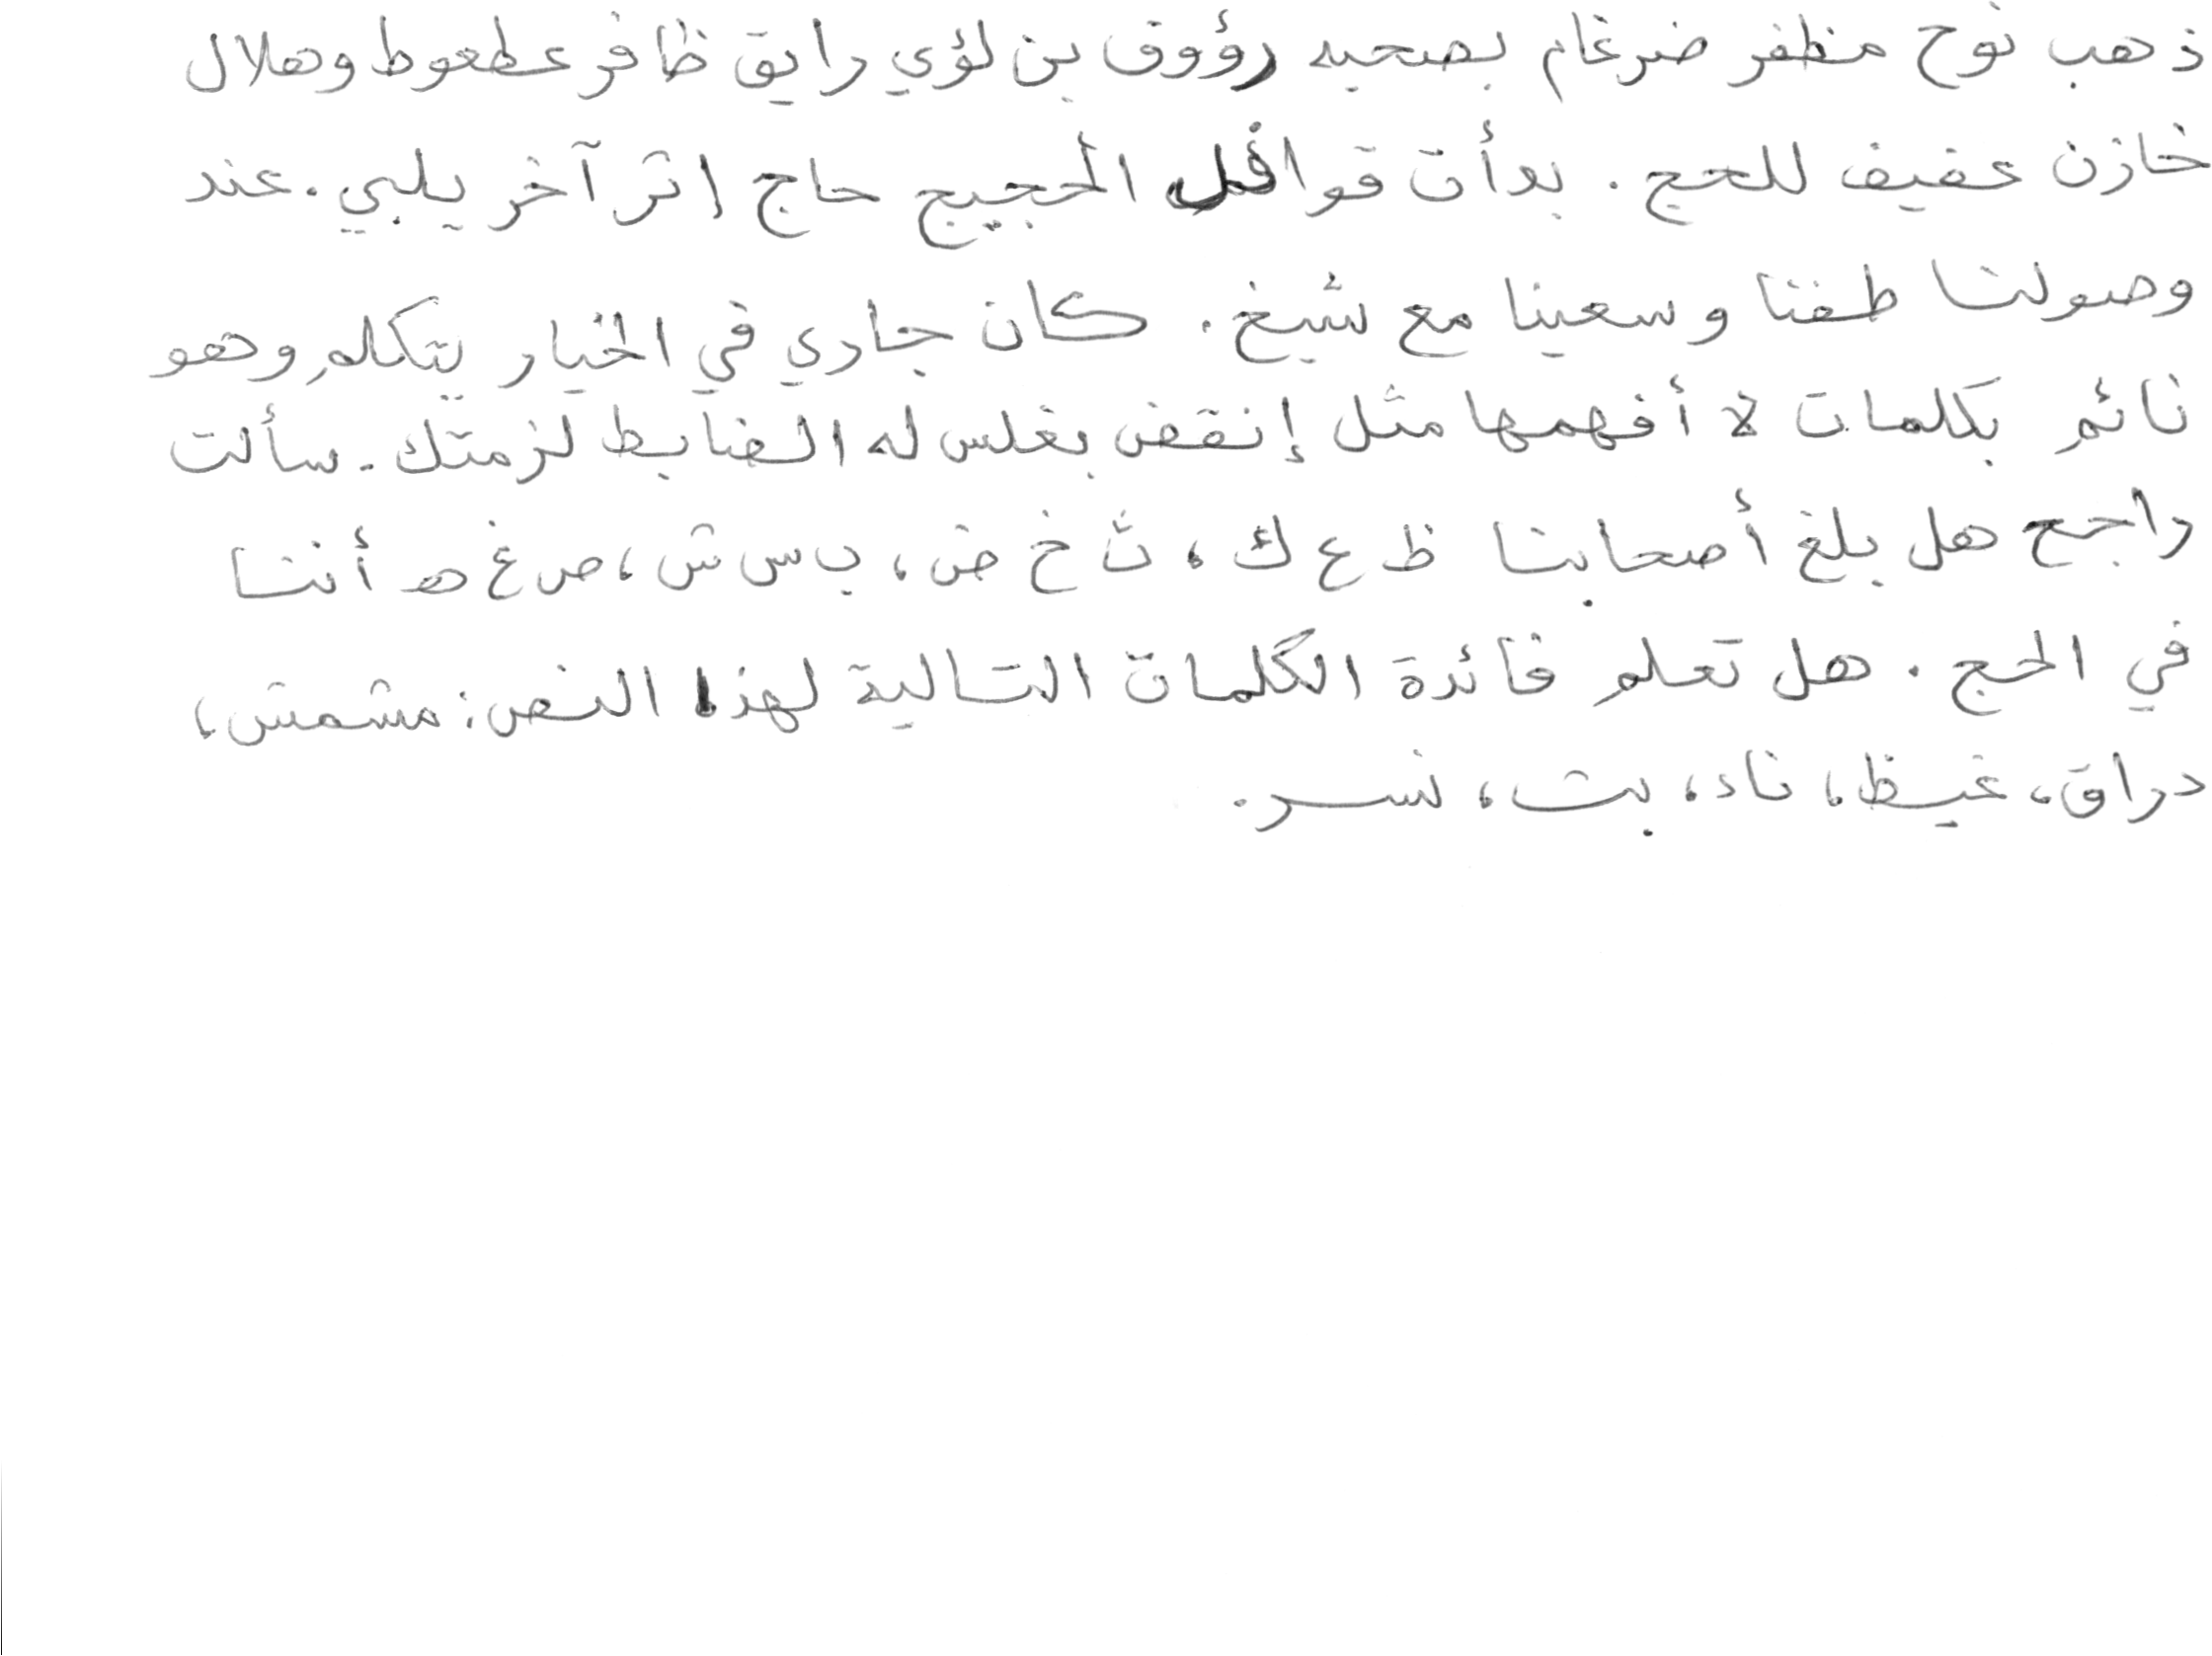 ذهب نوح مظفر ضرغام بصحبه رؤوق بن لؤي رايق ظافر عطعوط وهلال
خازن عفيف للحج. بدأت قوافل الحجيج حاج إثر آخر يلبي. عند
وصولنا طفنا وسعينا مع شيخ. كان جاري في الخيار يتكلم وهو
نائم بكلمات لا أفهمها مثل إنقض بغلس له الضابط لزمتك. سألت
راجح هل بلغ أصحابنا ظ ع ك، ث خ ض، ب س ش، ص غ هـ أننا
في الحج. هل تعلم فائدة الكلمات التالية لهذا النص: مشمش،
دراق، غيظ، ناد، بث، نسر.